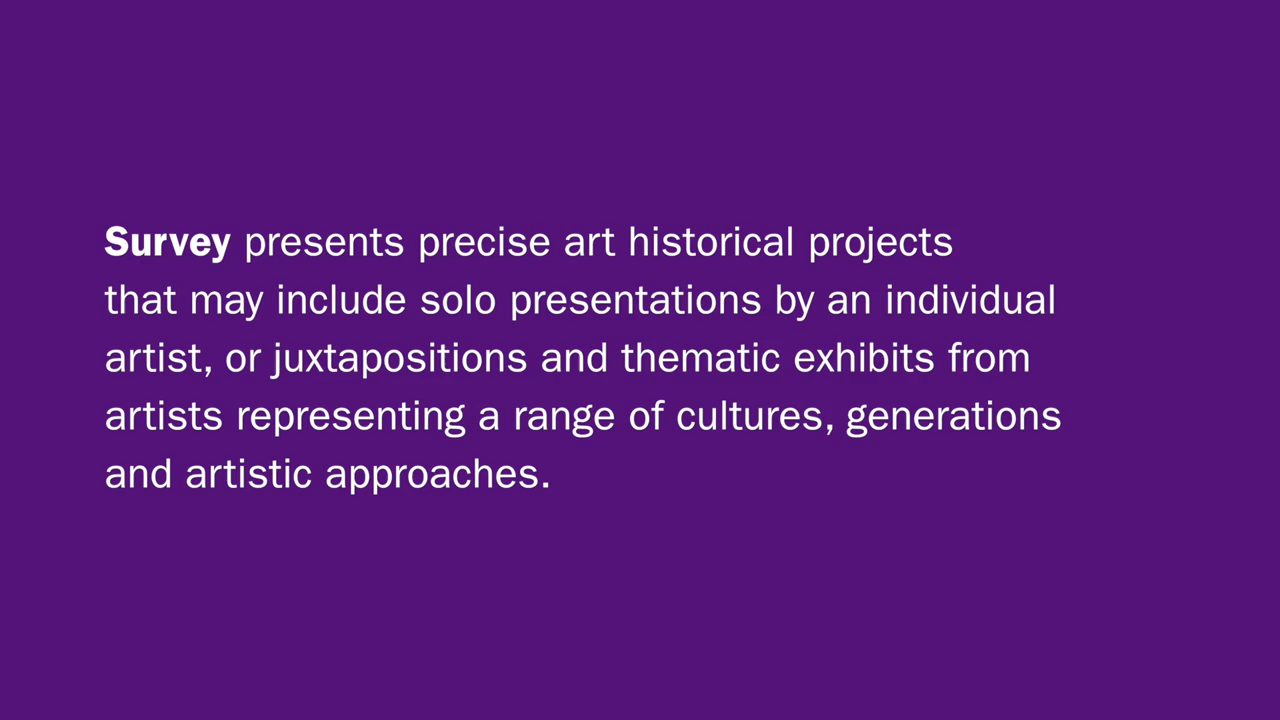 Survey presents precise art historical projects
that may include solo presentations by an individual
artist, or juxtapositions and thematic exhibits from
artists representing a range of cultures, generations
and artistic approaches.